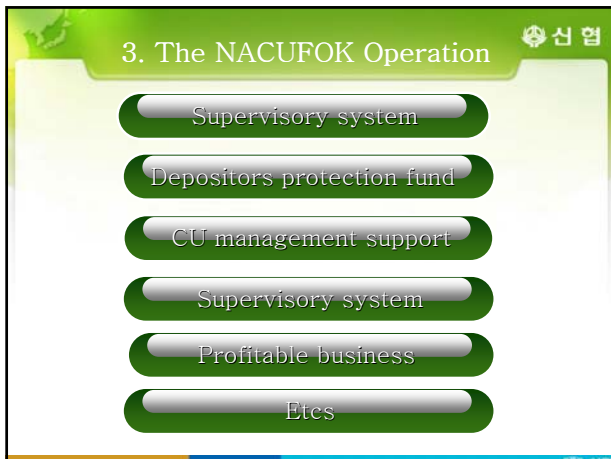 3. The NACUFOK Operation
신협
Supervisory system
Depositors protection fund
CU management support
Supervisory system
Profitable business
Etcs